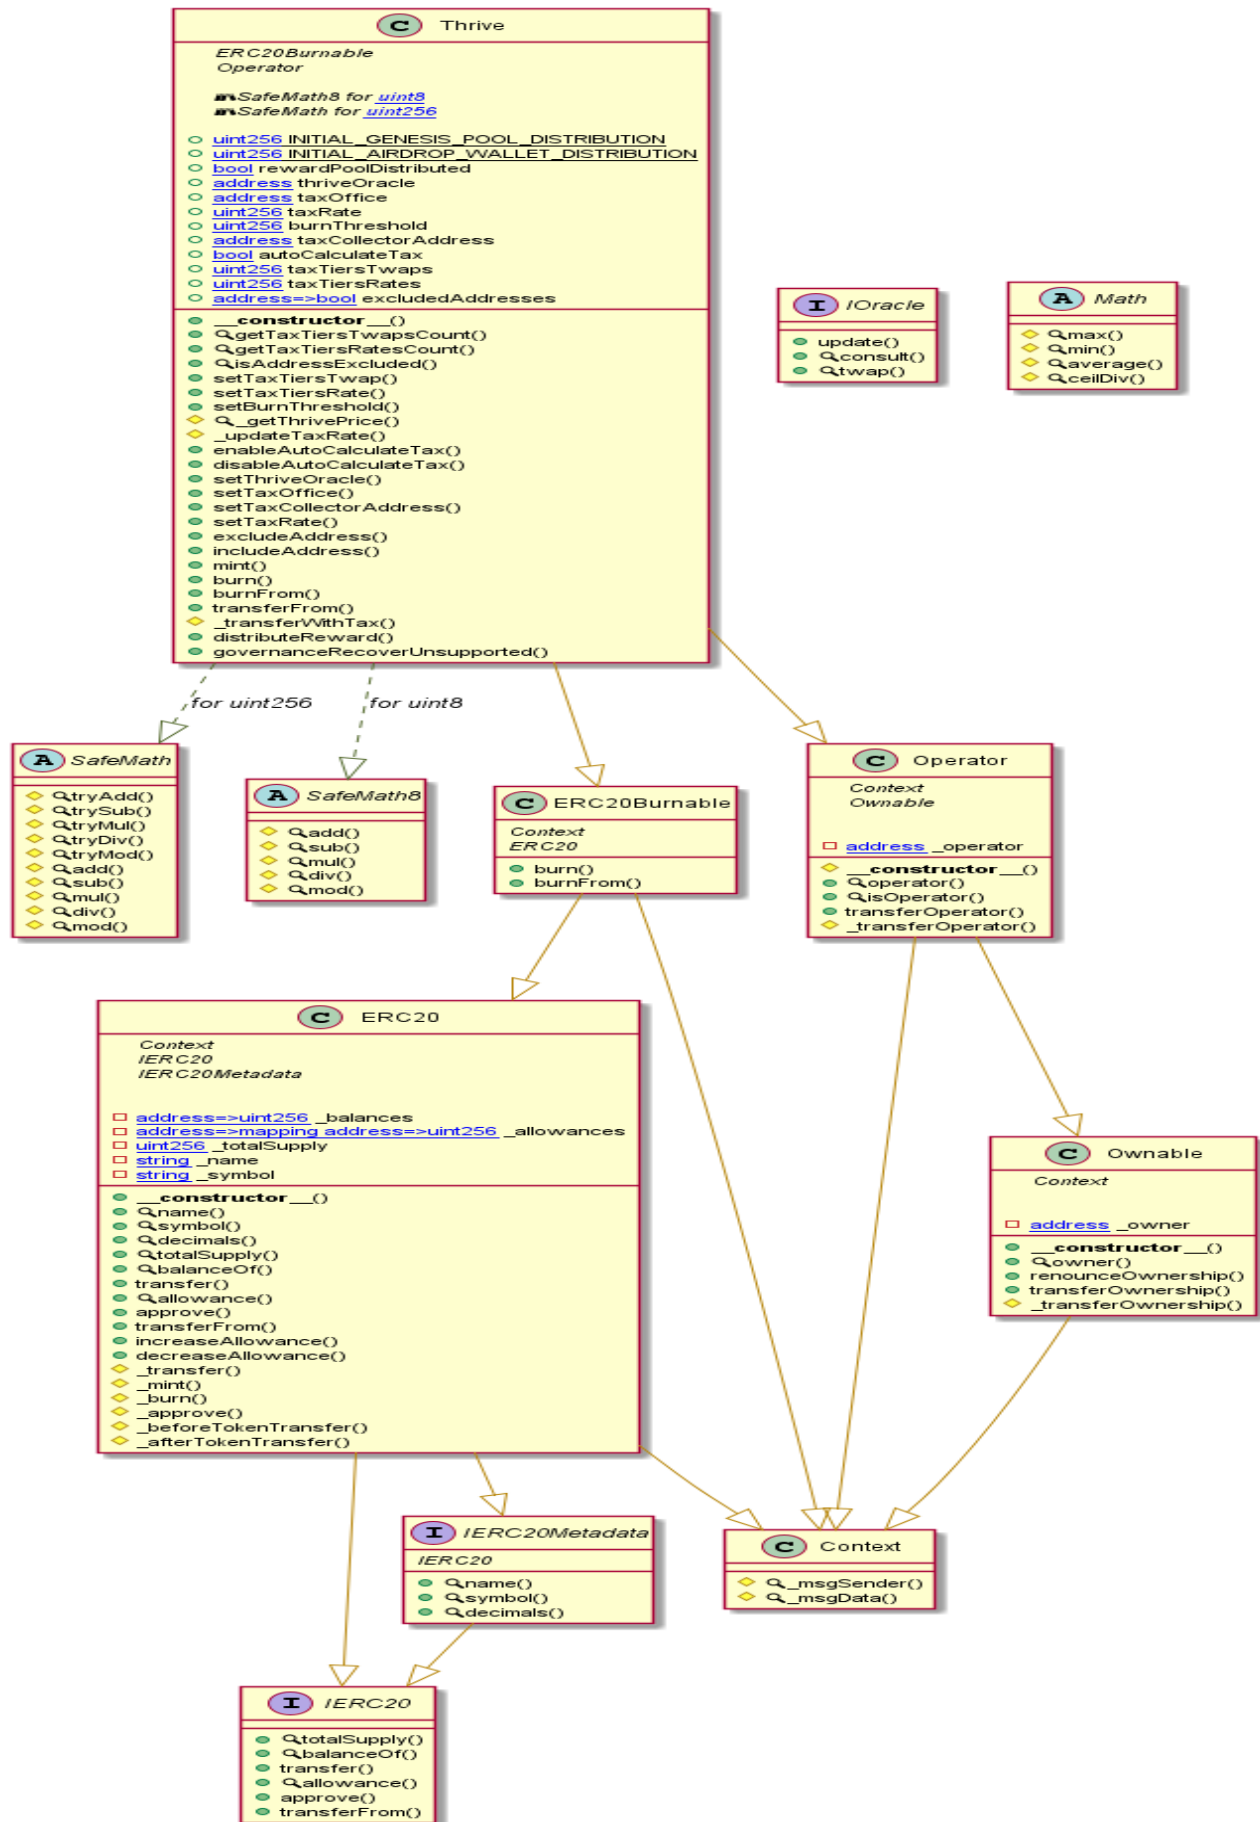 C Thrive
ERC20Burnable
Operator
SafeMath8 for uint8
SafeMath for uint256
uint256 INITIAL_GENESIS_POOL_DISTRIBUTION
uint256 INITIAL_AIRDROP_WALLET_DISTRIBUTION
bool rewardPoolDistributed
address thriveOracle
address taxOffice
uint256 taxRate
uint256 burnThreshold
address taxCollectorAddress
bool autoCalculateTax
uint256 taxTiersTwaps
uint256 taxTiersRates
address=>bool excludedAddresses
__constructor__()
getTaxTiersTwapsCount()
getTaxTiersRatesCount()
isAddressExcluded()
setTaxTiersTwap()
setTaxTiersRate()
setBurnThreshold()
_getThrivePrice()
_updateTaxRate()
enableAutoCalculateTax()
disableAutoCalculateTax()
setThriveOracle()
setTaxOffice()
setTaxCollectorAddress()
setTaxRate()
excludeAddress()
includeAddress()
mint()
burn()
burnFrom()
transferFrom()
_transferWithTax()
distributeReward()
governanceRecoverUnsupported()
I IOracle
update()
consult()
twap()
A Math
max()
min()
average()
ceilDiv()
for uint256
for uint8
A SafeMath
tryAdd()
trySub()
tryMul()
tryDiv()
tryMod()
add()
sub()
mul()
div()
mod()
A SafeMath8
add()
sub()
mul()
div()
mod()
C ERC20Burnable
Context
ERC20
burn()
burnFrom()
C Operator
Context
Ownable
address _operator
__constructor__()
operator()
isOperator()
transferOperator()
_transferOperator()
C ERC20
Context
IERC20
IERC20Metadata
address=>uint256 _balances
address=>mapping address=>uint256 _allowances
uint256 _totalSupply
string _name
string _symbol
__constructor__()
name()
symbol()
decimals()
totalSupply()
balanceOf()
transfer()
allowance()
approve()
transferFrom()
increaseAllowance()
decreaseAllowance()
_transfer()
_mint()
_burn()
_approve()
_beforeTokenTransfer()
_afterTokenTransfer()
C Ownable
Context
address _owner
__constructor__()
owner()
renounceOwnership()
transferOwnership()
_transferOwnership()
I IERC20Metadata
IERC20
name()
symbol()
decimals()
C Context
_msgSender()
_msgData()
I IERC20
totalSupply()
balanceOf()
transfer()
allowance()
approve()
transferFrom()